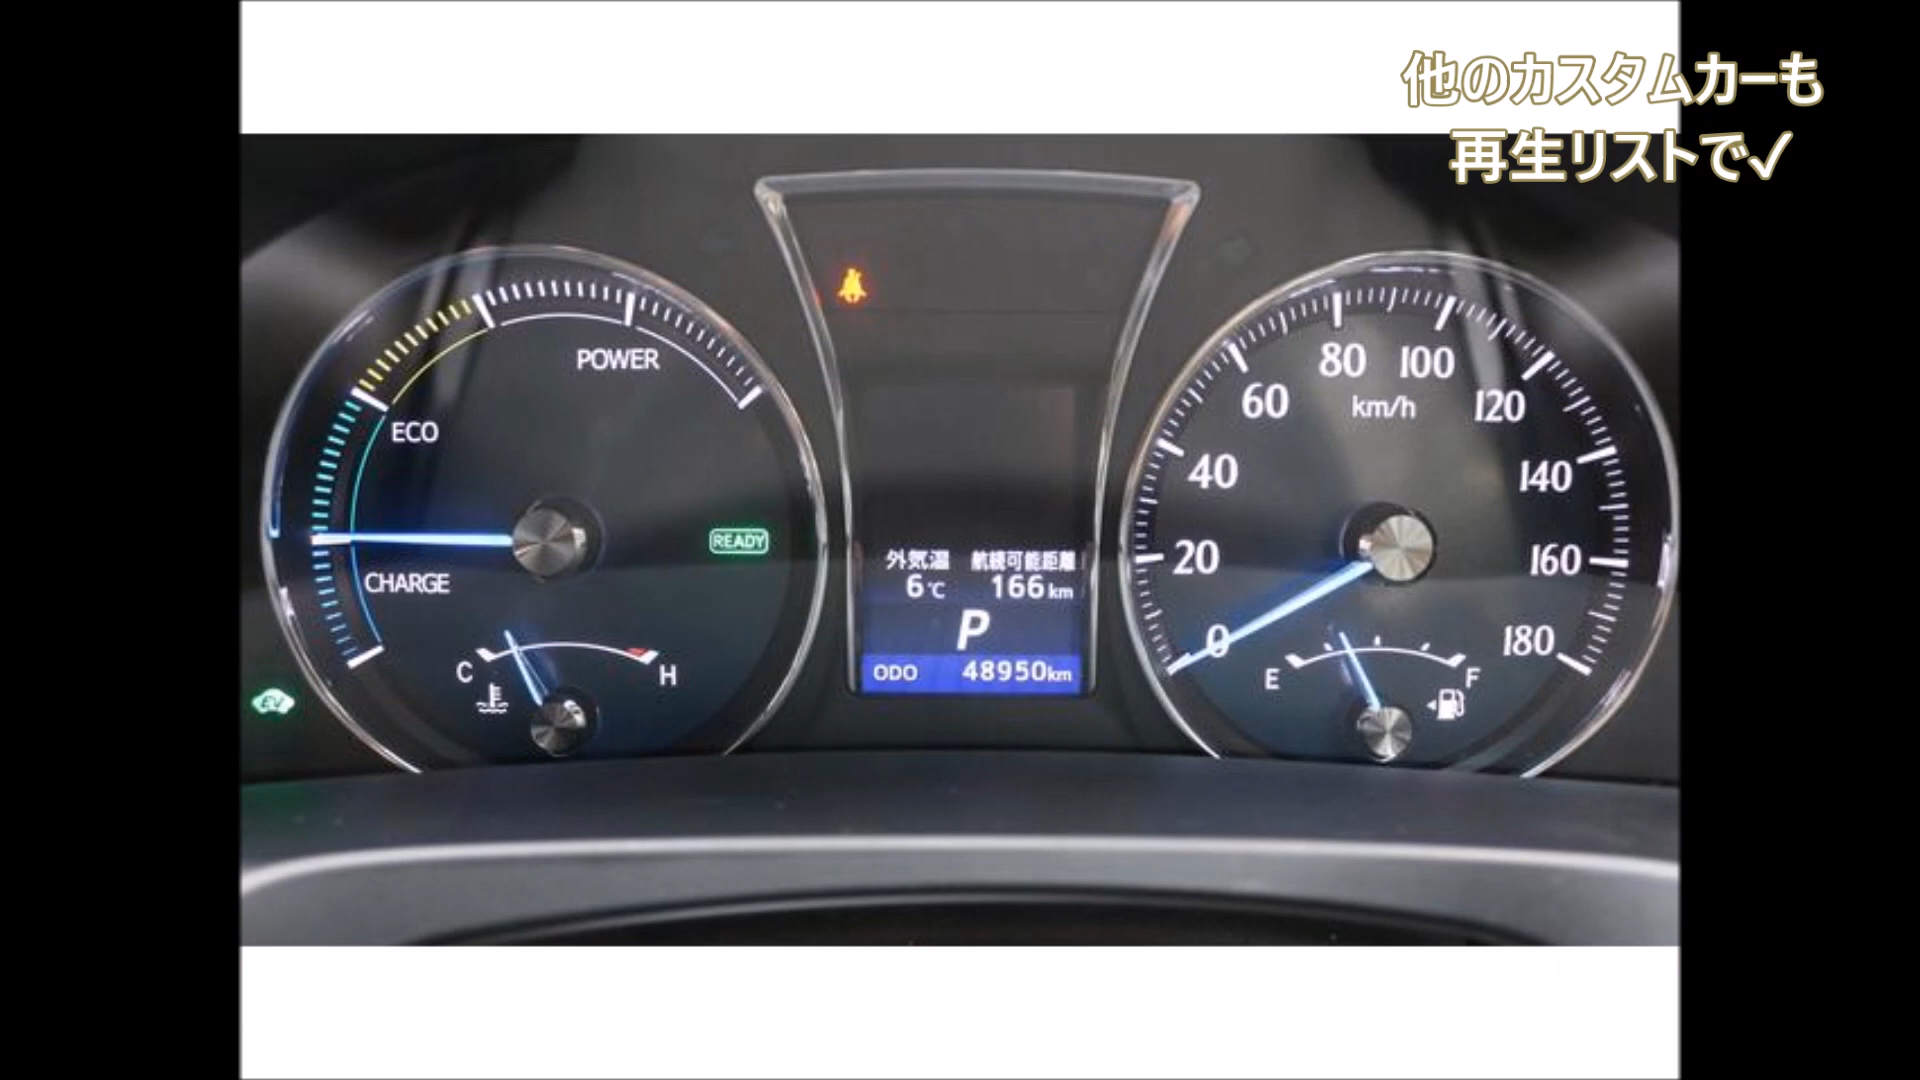 他のカスタムカーも
再生リストで✓
POWER
ECO
CHARGE
READY
C
H
EV
外気温 航続可能距離
6℃ 166km
P
ODO 48950km
0
20
40
60
80
100
120
140
160
180
km/h
E
F